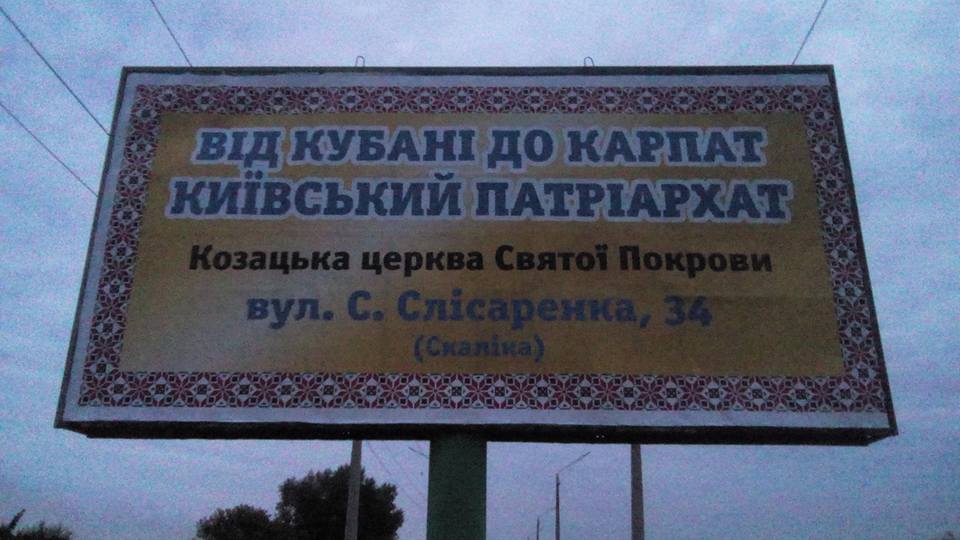 ВІД КУБАНІ ДО КАРПАТ
КИЇВСЬКИЙ ПАТРІАРХАТ
Козацька церква Святої Покрови
вул. С. Слісаренка, 34
(Скаліка)